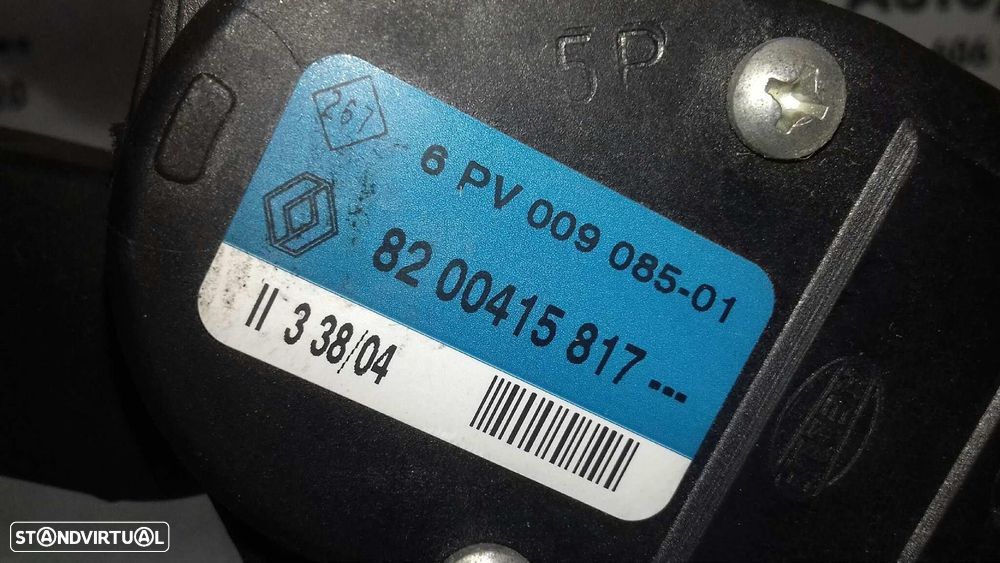 5P
267
6 PV 009 085-01
82 00415 817---
II 3 38/04
STANDVIRTUAL